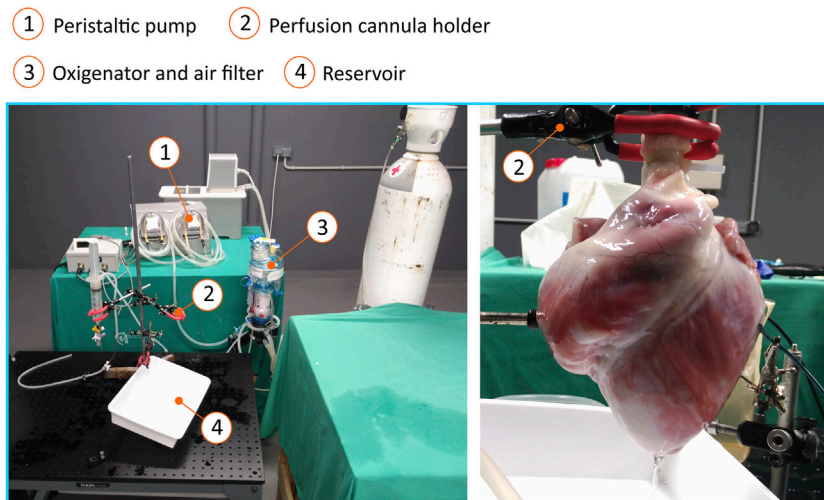 1 Peristaltic pump 2 Perfusion cannula holder
3 Oxigenator and air filter 4 Reservoir
1
2
3
2
4
THOR